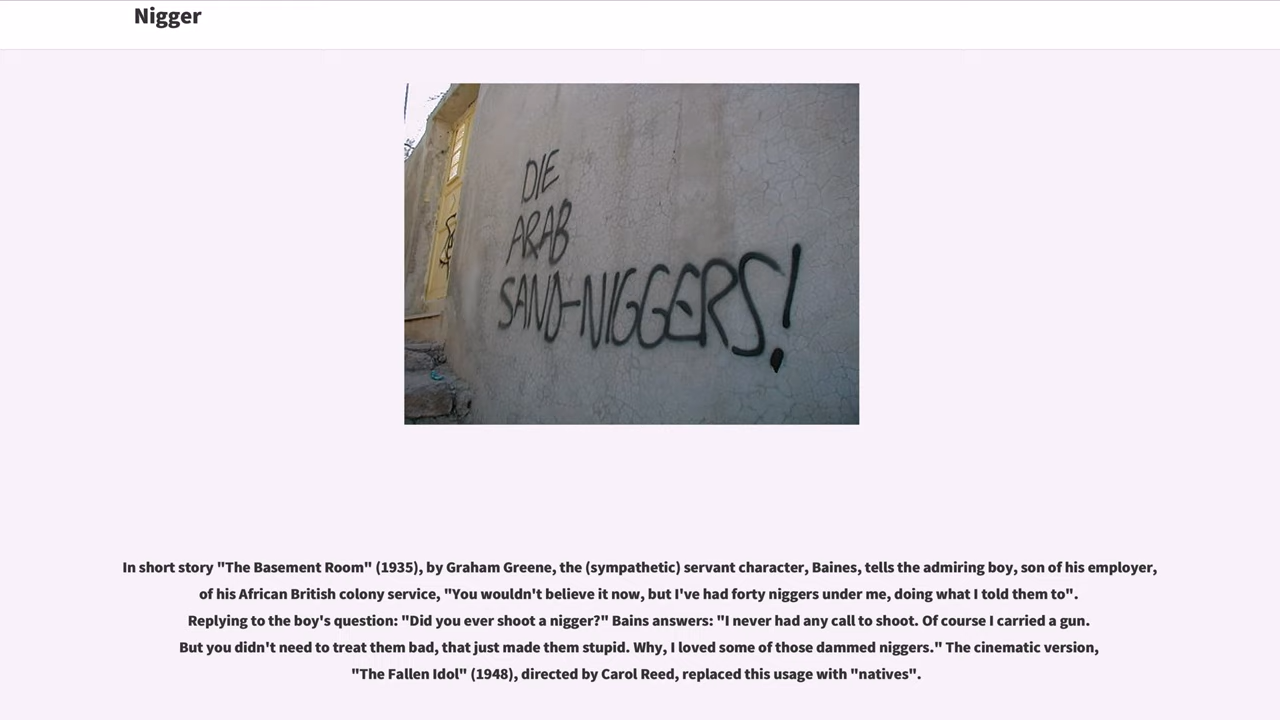 Nigger
DIE
ARAB
SAND-NIGGERS!
In short story "The Basement Room" (1935), by Graham Greene, the (sympathetic) servant character, Baines, tells the admiring boy, son of his employer,
of his African British colony service, "You wouldn't believe it now, but I've had forty niggers under me, doing what I told them to".
Replying to the boy's question: "Did you ever shoot a nigger?" Bains answers: "I never had any call to shoot. Of course I carried a gun.
But you didn't need to treat them bad, that just made them stupid. Why, I loved some of those dammed niggers." The cinematic version,
"The Fallen Idol" (1948), directed by Carol Reed, replaced this usage with "natives".